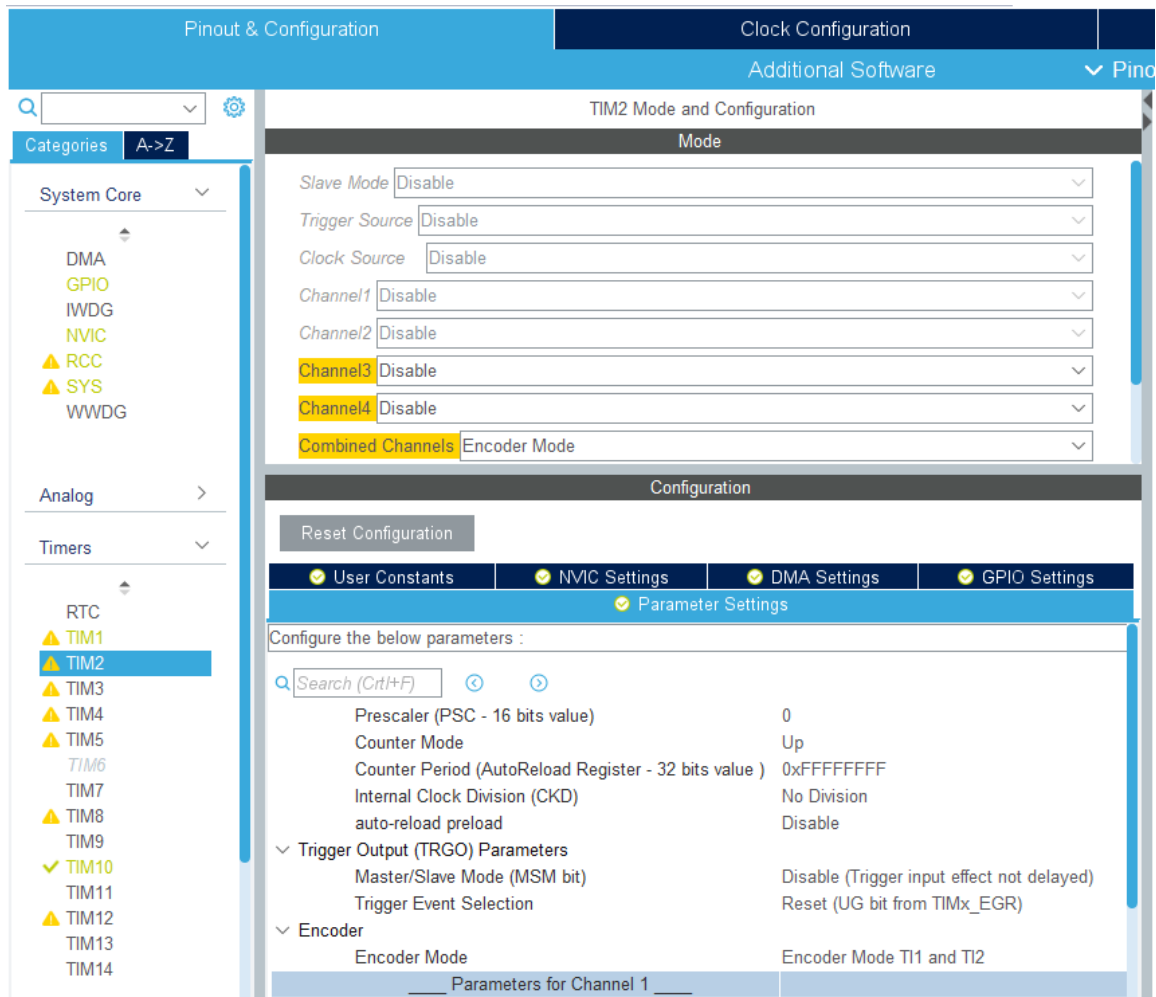 Pinout & Configuration
Clock Configuration
Additional Software
Pino
TIM2 Mode and Configuration
Categories
A->Z
Mode
System Core
DMA
GPIO
IWDG
NVIC
RCC
SYS
WWDG
Analog
Timers
RTC
TIM1
TIM2
TIM3
TIM4
TIM5
TIM6
TIM7
TIM8
TIM9
TIM10
TIM11
TIM12
TIM13
TIM14
Slave Mode Disable
Trigger Source Disable
Clock Source Disable
Channel1 Disable
Channel2 Disable
Channel3 Disable
Channel4 Disable
Combined Channels Encoder Mode
Configuration
Reset Configuration
User Constants
NVIC Settings
DMA Settings
GPIO Settings
Parameter Settings
Configure the below parameters :
Search (Crtl+F)
Prescaler (PSC - 16 bits value) 0
Counter Mode Up
Counter Period (AutoReload Register - 32 bits value ) 0xFFFFFFFF
Internal Clock Division (CKD) No Division
auto-reload preload Disable
Trigger Output (TRGO) Parameters
Master/Slave Mode (MSM bit) Disable (Trigger input effect not delayed)
Trigger Event Selection Reset (UG bit from TIMx_EGR)
Encoder
Encoder Mode Encoder Mode TI1 and TI2
____ Parameters for Channel 1 ____